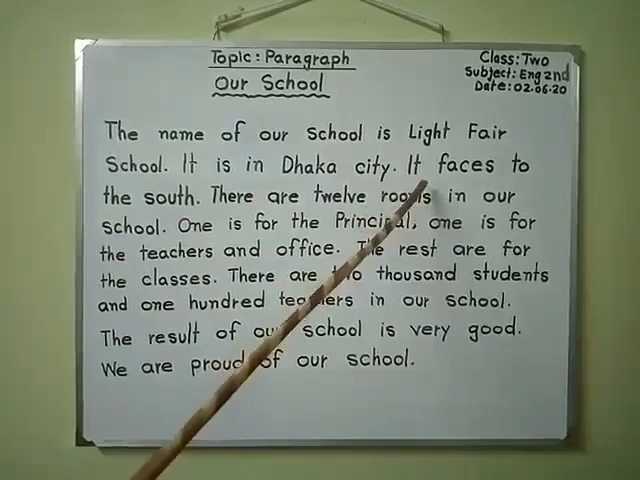 Topic: Paragraph
Our School
Class: Two
Subject: Eng 2nd
Date: 02.06.20
The name of our school is Light Fair
School. It is in Dhaka city. It faces to
the south. There are twelve rooms in our
school. One is for the Principal, one is for
the teachers and office. The rest are for
the classes. There are two thousand students
and one hundred teachers in our school.
The result of our school is very good.
We are proud of our school.